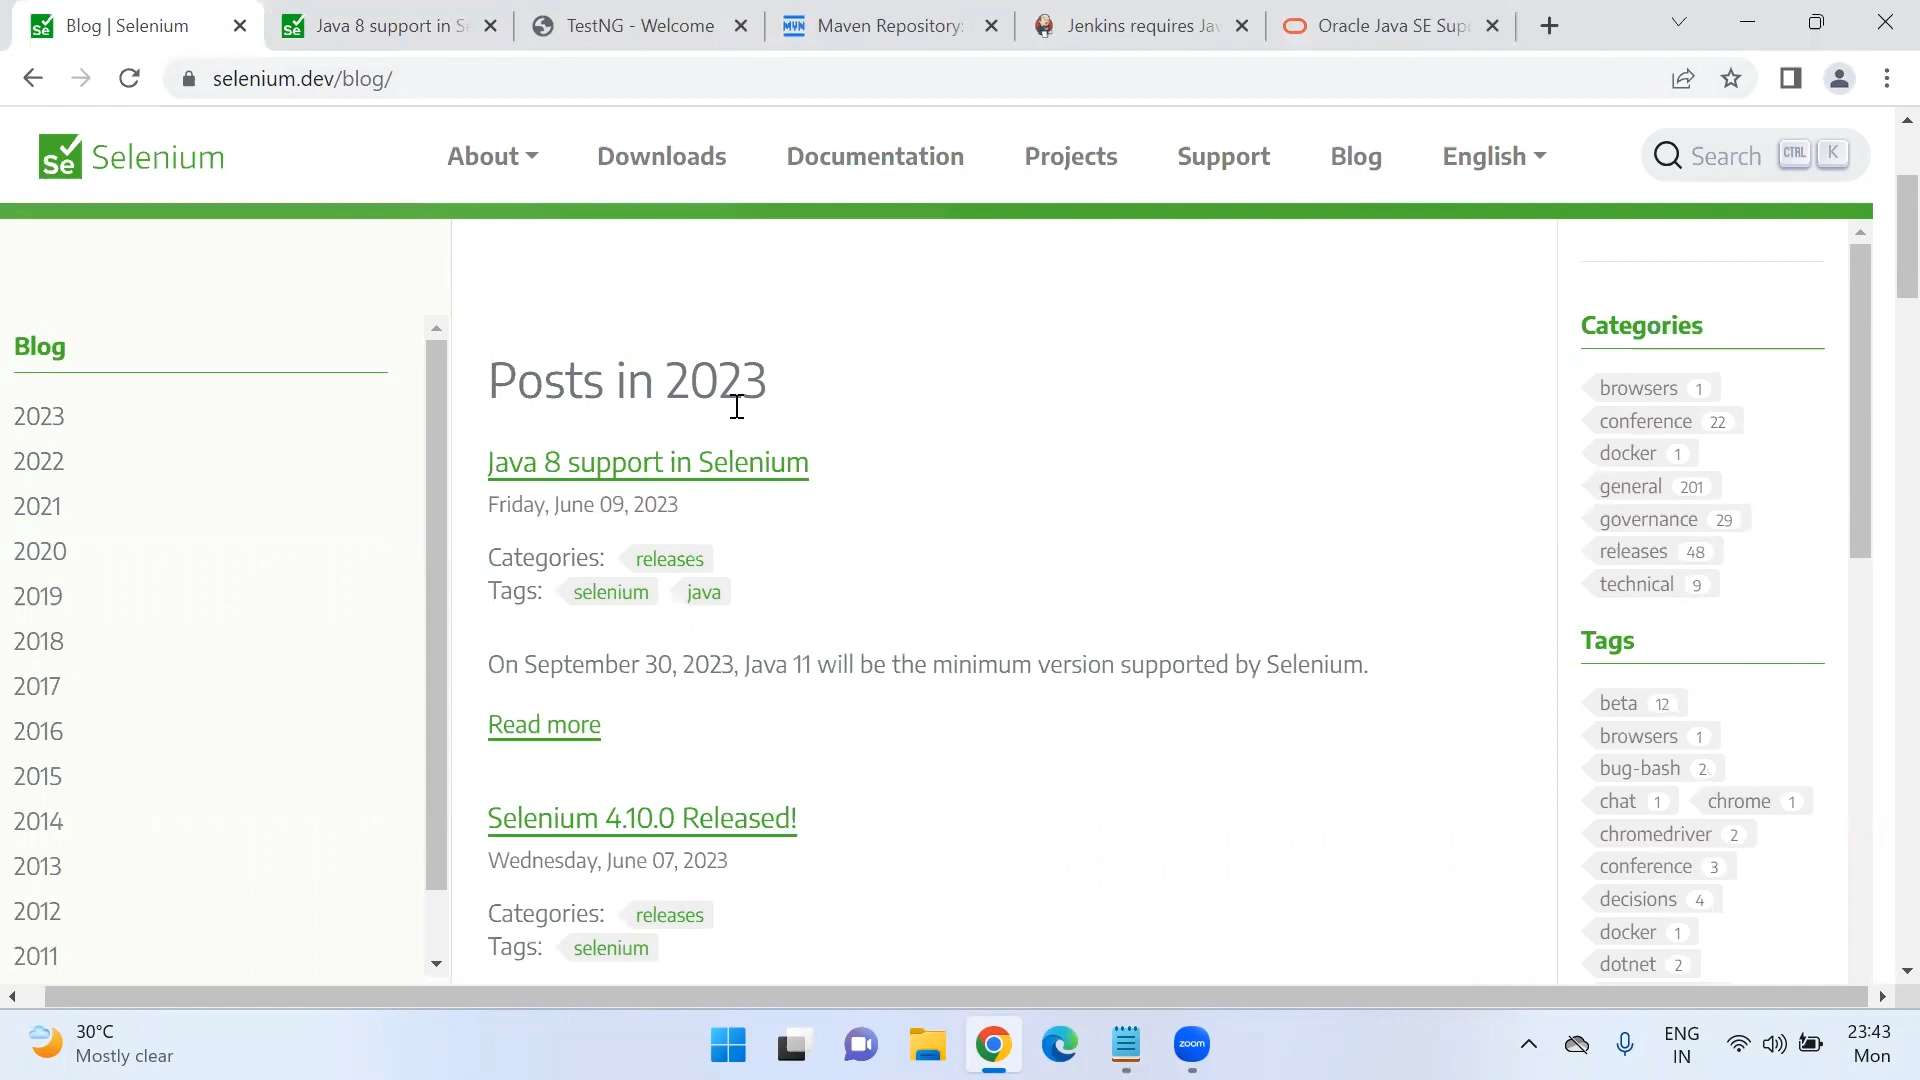 Blog | Selenium
Java 8 support in Se
TestNG - Welcome
MVN
Maven Repository:
Jenkins requires Jav
Oracle Java SE Supp
selenium.dev/blog/
Se Selenium
About
Downloads
Documentation
Projects
Support
Blog
English
Search CTRL K
Blog
2023
2022
2021
2020
2019
2018
2017
2016
2015
2014
2013
2012
2011
Posts in 2023
Java 8 support in Selenium
Friday, June 09, 2023
Categories: releases
Tags: selenium java
On September 30, 2023, Java 11 will be the minimum version supported by Selenium.
Read more
Selenium 4.10.0 Released!
Wednesday, June 07, 2023
Categories: releases
Tags: selenium
Categories
browsers 1
conference 22
docker 1
general 201
governance 29
releases 48
technical 9
Tags
beta 12
browsers 1
bug-bash 2
chat 1 chrome 1
chromedriver 2
conference 3
decisions 4
docker 1
dotnet 2
30°C
Mostly clear
zoom
ENG
IN
23:43
Mon